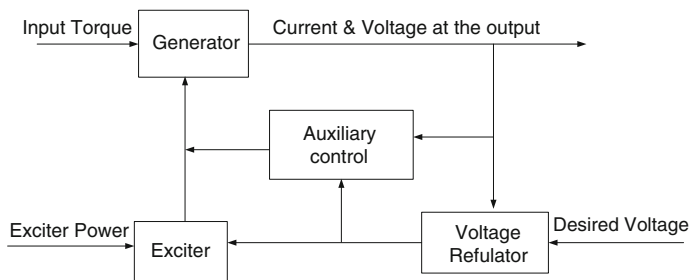 Input Torque
Generator
Current & Voltage at the output
Auxiliary
control
Exciter Power
Exciter
Voltage
Refulator
Desired Voltage